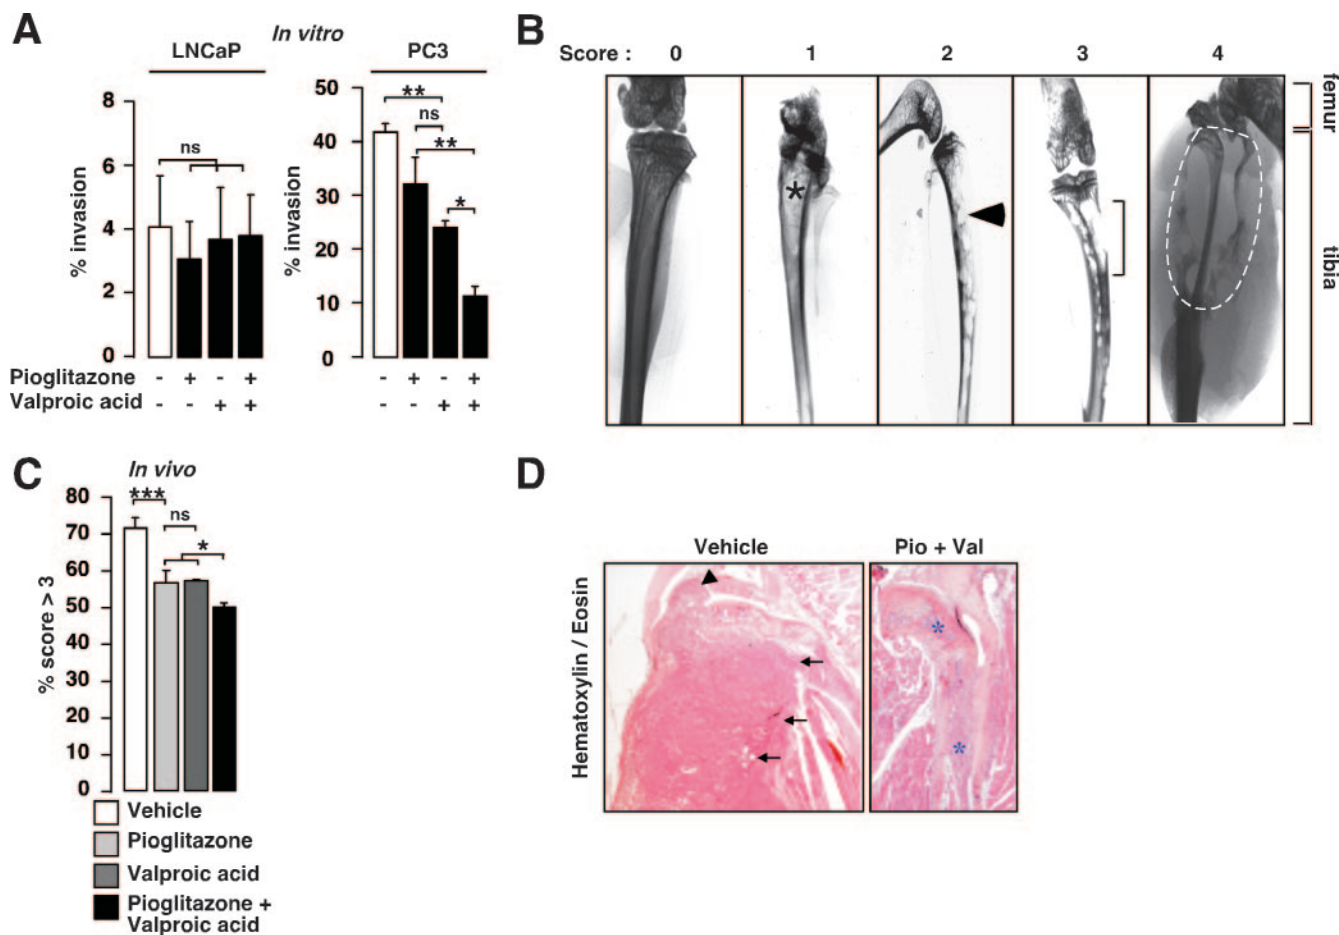 A
In vitro
LNCaP
PC3
8
6
4
2
0
% invasion
ns
50
40
30
20
10
0
% invasion
**
ns
**
*
Pioglitazone - + - + - + - +
Valproic acid - - + + - - + +
B
Score : 0 1 2 3 4
*
femur
tibia
C
In vivo
80
70
60
50
40
30
20
10
0
% score > 3
***
ns
*
Vehicle
Pioglitazone
Valproic acid
Pioglitazone +
Valproic acid
D
Vehicle
Pio + Val
Hematoxylin / Eosin
*
*